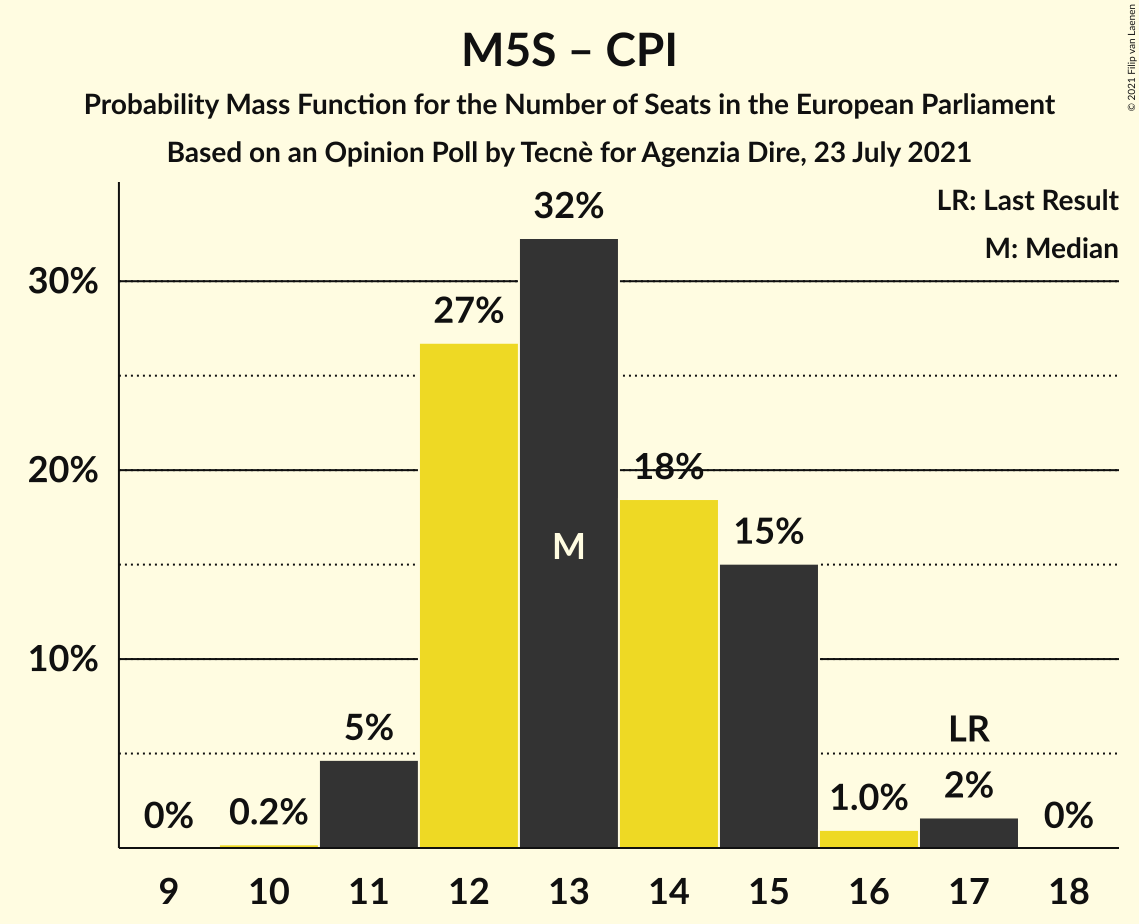 M5S – CPI
Probability Mass Function for the Number of Seats in the European Parliament
Based on an Opinion Poll by Tecnè for Agenzia Dire, 23 July 2021
© 2021 Filip van Laenen
LR: Last Result
M: Median
30%
20%
10%
0%
0.2%
5%
27%
32%
M
18%
15%
1.0%
LR
2%
0%
9 10 11 12 13 14 15 16 17 18